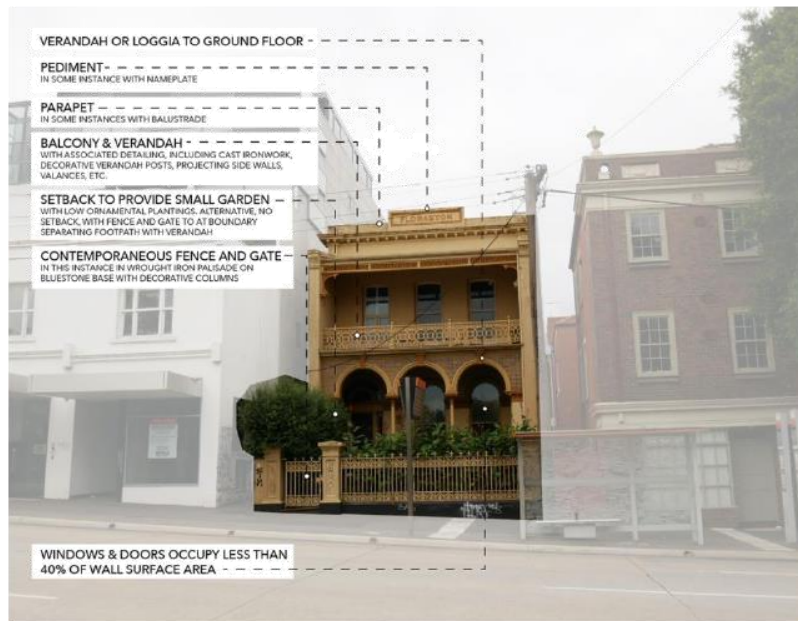 VERANDAH OR LOGGIA TO GROUND FLOOR
PEDIMENT
IN SOME INSTANCE WITH NAMEPLATE
PARAPET
IN SOME INSTANCES WITH BALUSTRADE
BALCONY & VERANDAH
WITH ASSOCIATED DETAILING, INCLUDING CAST IRONWORK,
DECORATIVE VERANDAH POSTS, PROJECTING SIDE WALLS,
VALANCES, ETC.
SETBACK TO PROVIDE SMALL GARDEN
WITH LOW ORNAMENTAL PLANTINGS. ALTERNATIVE, NO
SETBACK, WITH FENCE AND GATE TO AT BOUNDARY
SEPARATING FOOTPATH WITH VERANDAH
CONTEMPORANEOUS FENCE AND GATE
IN THIS INSTANCE IN WROUGHT IRON PALISADE ON
BLUESTONE BASE WITH DECORATIVE COLUMNS
WINDOWS & DOORS OCCUPY LESS THAN
40% OF WALL SURFACE AREA